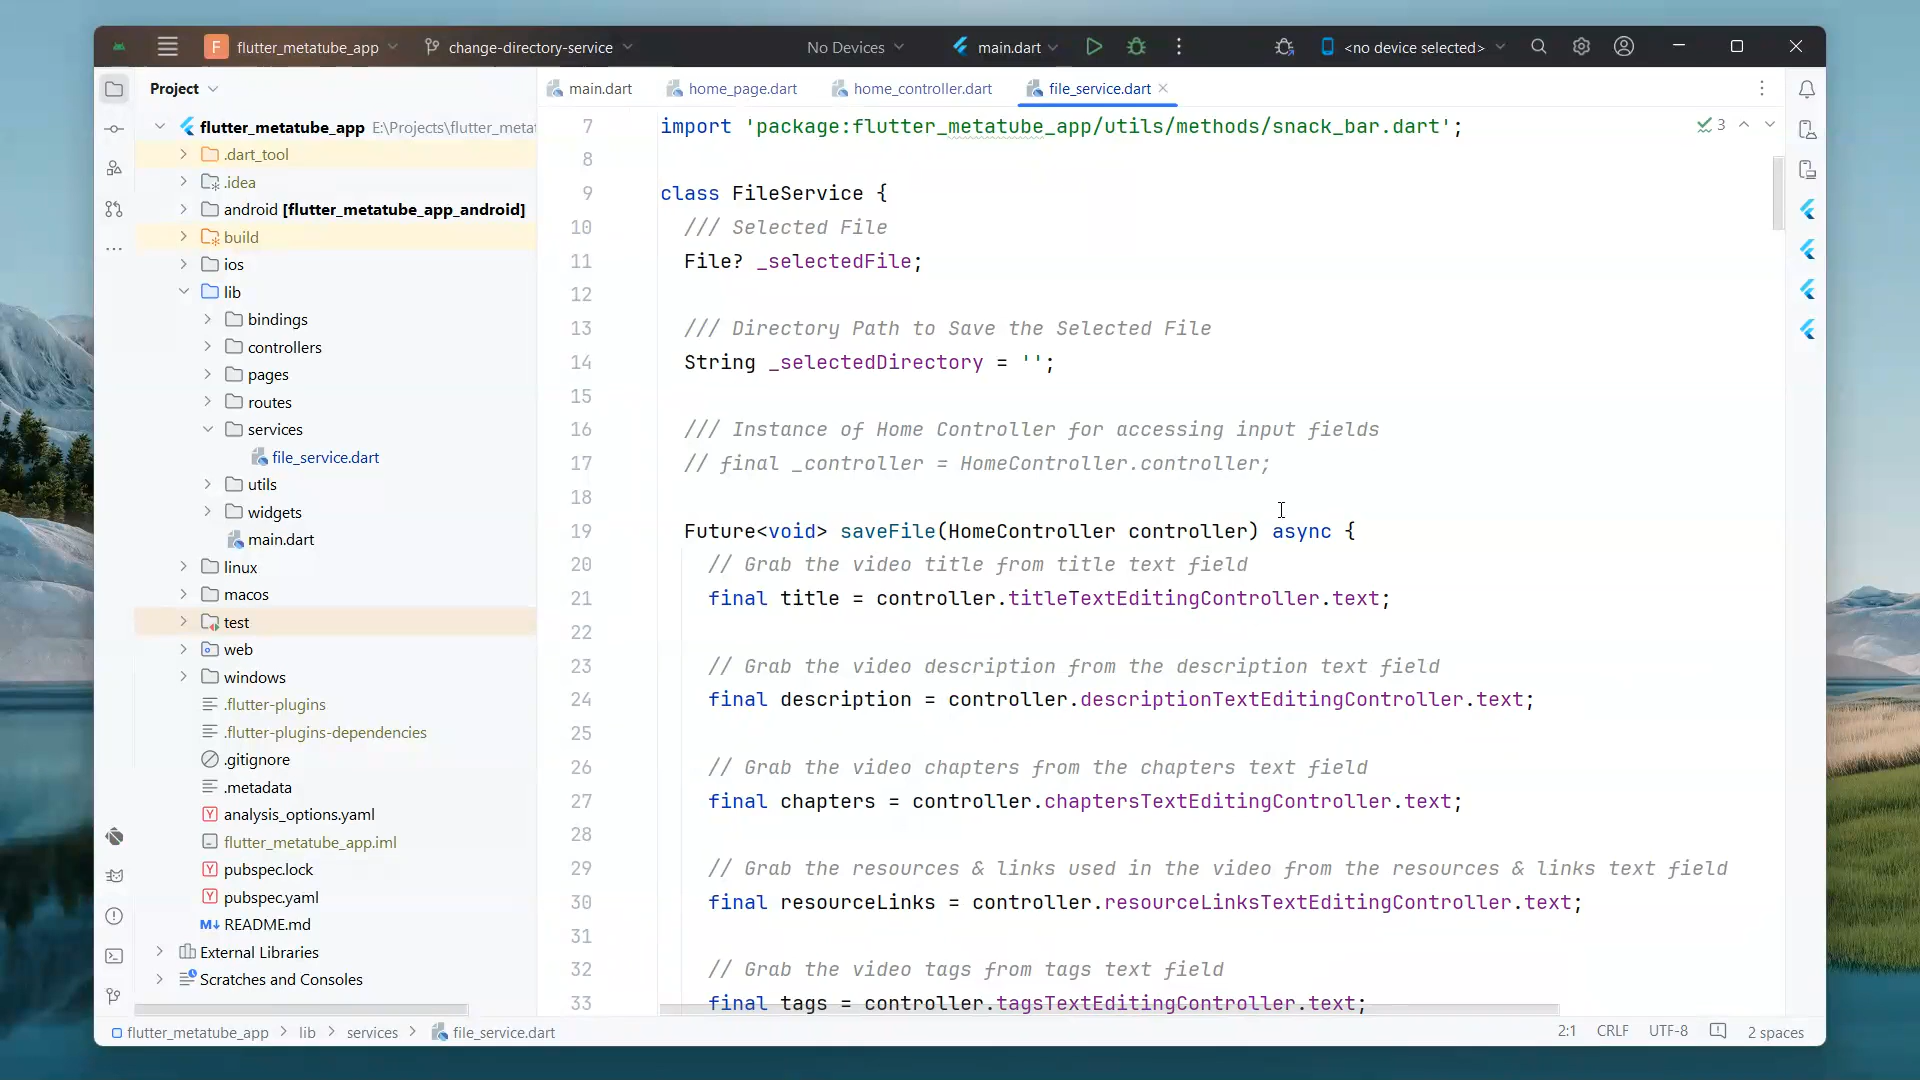 F flutter_metatube_app change-directory-service No Devices main.dart <no device selected>
Project
flutter_metatube_app E:\Projects\flutter_metat
.dart_tool
.idea
android [flutter_metatube_app_android]
build
ios
lib
bindings
controllers
pages
routes
services
file_service.dart
utils
widgets
main.dart
linux
macos
test
web
windows
.flutter-plugins
.flutter-plugins-dependencies
.gitignore
.metadata
analysis_options.yaml
flutter_metatube_app.iml
pubspec.lock
pubspec.yaml
README.md
External Libraries
Scratches and Consoles
main.dart home_page.dart home_controller.dart file_service.dart
3
7 import 'package:flutter_metatube_app/utils/methods/snack_bar.dart';
8
9 class FileService {
10 /// Selected File
11 File? _selectedFile;
12
13 /// Directory Path to Save the Selected File
14 String _selectedDirectory = '';
15
16 /// Instance of Home Controller for accessing input fields
17 // final _controller = HomeController.controller;
18
19 Future<void> saveFile(HomeController controller) async {
20 // Grab the video title from title text field
21 final title = controller.titleTextEditingController.text;
22
23 // Grab the video description from the description text field
24 final description = controller.descriptionTextEditingController.text;
25
26 // Grab the video chapters from the chapters text field
27 final chapters = controller.chaptersTextEditingController.text;
28
29 // Grab the resources & links used in the video from the resources & links text field
30 final resourceLinks = controller.resourceLinksTextEditingController.text;
31
32 // Grab the video tags from tags text field
33 final tags = controller.tagsTextEditingController.text;
flutter_metatube_app lib services file_service.dart
2:1 CRLF UTF-8 2 spaces